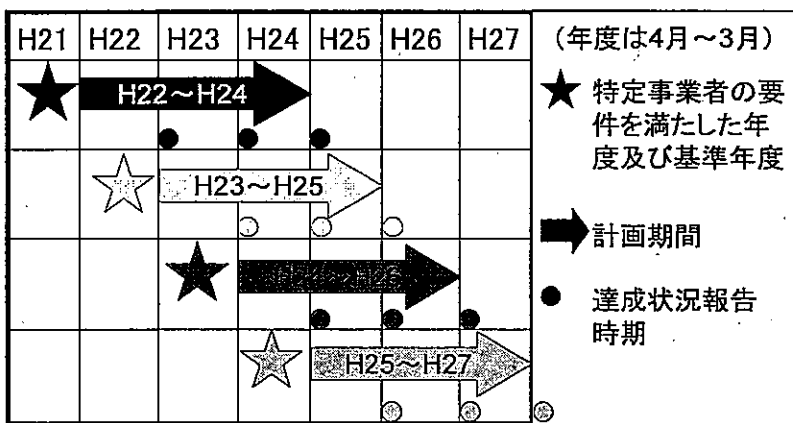 H21 H22 H23 H24 H25 H26 H27
(年度は4月～3月)
H22～H24
特定事業者の要
件を満たした年
度及び基準年度
H23～H25
計画期間
達成状況報告
時期
H25～H27